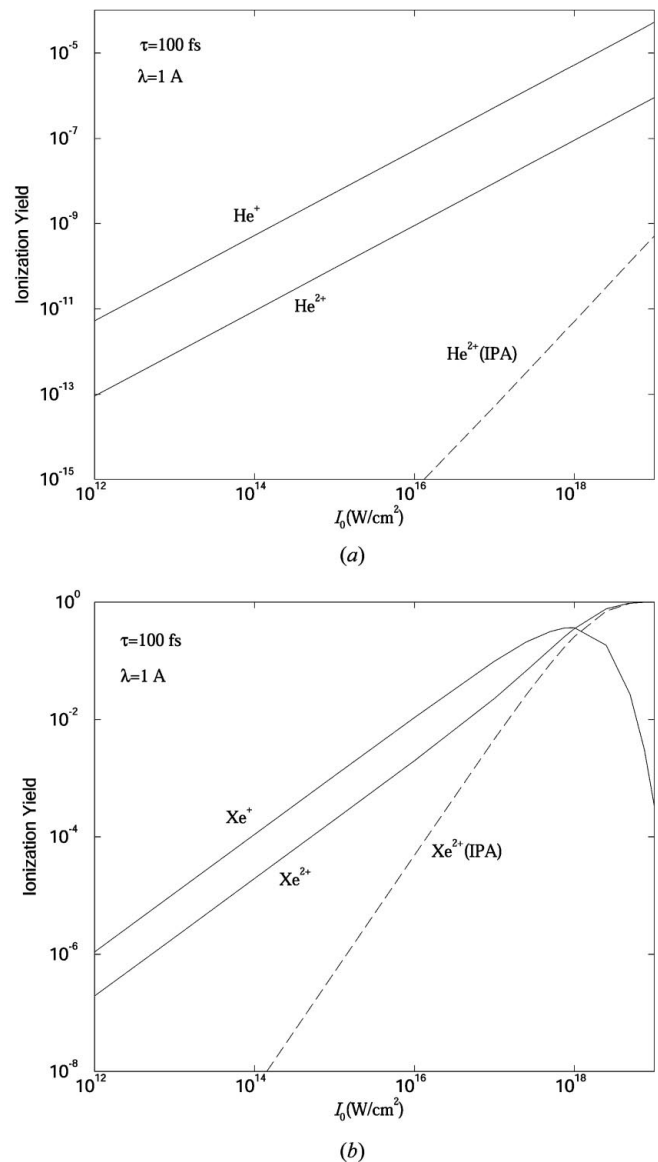 10^-5
10^-7
10^-9
10^-11
10^-13
10^-15
Ionization Yield
τ=100 fs
λ=1 A
He^+
He^2+
He^2+(IPA)
10^12 10^14 10^16 10^18
I_0(W/cm^2)
(a)
10^0
10^-2
10^-4
10^-6
10^-8
Ionization Yield
τ=100 fs
λ=1 A
Xe^+
Xe^2+
Xe^2+(IPA)
10^12 10^14 10^16 10^18
I_0(W/cm^2)
(b)